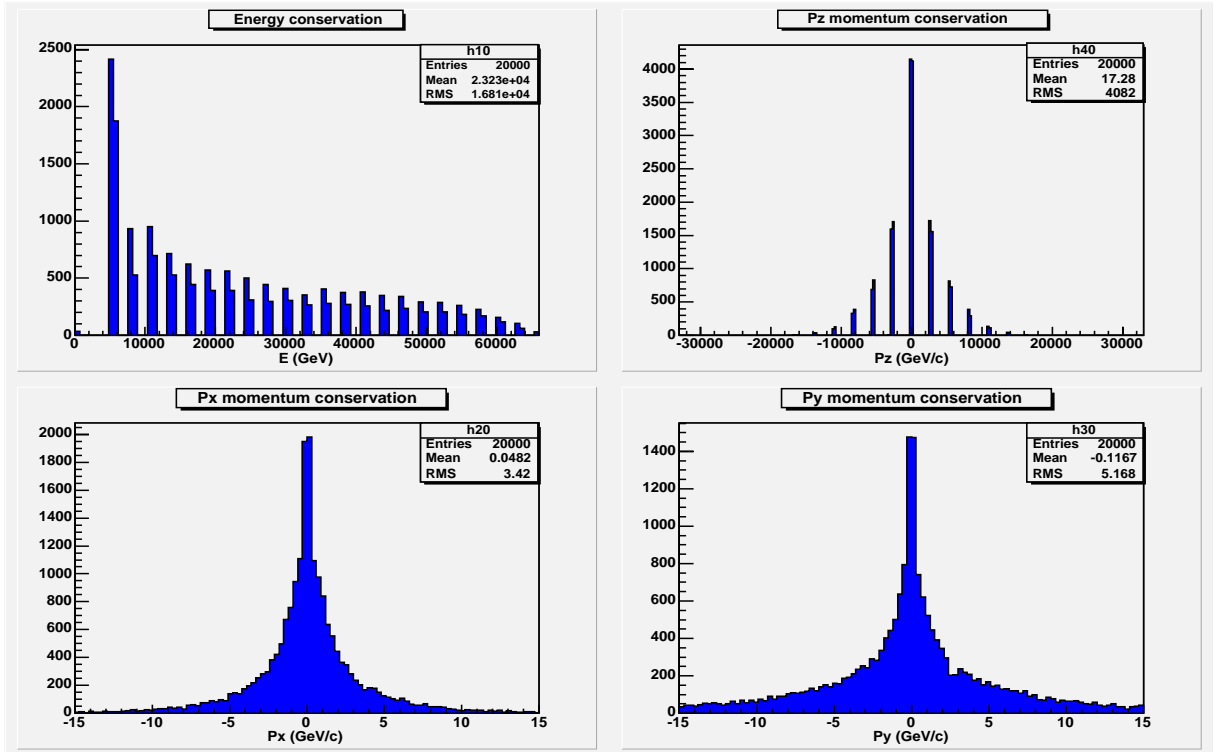 Energy conservation
h10
Entries 20000
Mean 2.323e+04
RMS 1.681e+04
2500
2000
1500
1000
500
0
0 10000 20000 30000 40000 50000 60000
E (GeV)
Pz momentum conservation
h40
Entries 20000
Mean 17.28
RMS 4082
4000
3500
3000
2500
2000
1500
1000
500
0
-30000 -20000 -10000 0 10000 20000 30000
Pz (GeV/c)
Px momentum conservation
h20
Entries 20000
Mean 0.0482
RMS 3.42
2000
1800
1600
1400
1200
1000
800
600
400
200
0
-15 -10 -5 0 5 10 15
Px (GeV/c)
Py momentum conservation
h30
Entries 20000
Mean -0.1167
RMS 5.168
1400
1200
1000
800
600
400
200
0
-15 -10 -5 0 5 10 15
Py (GeV/c)